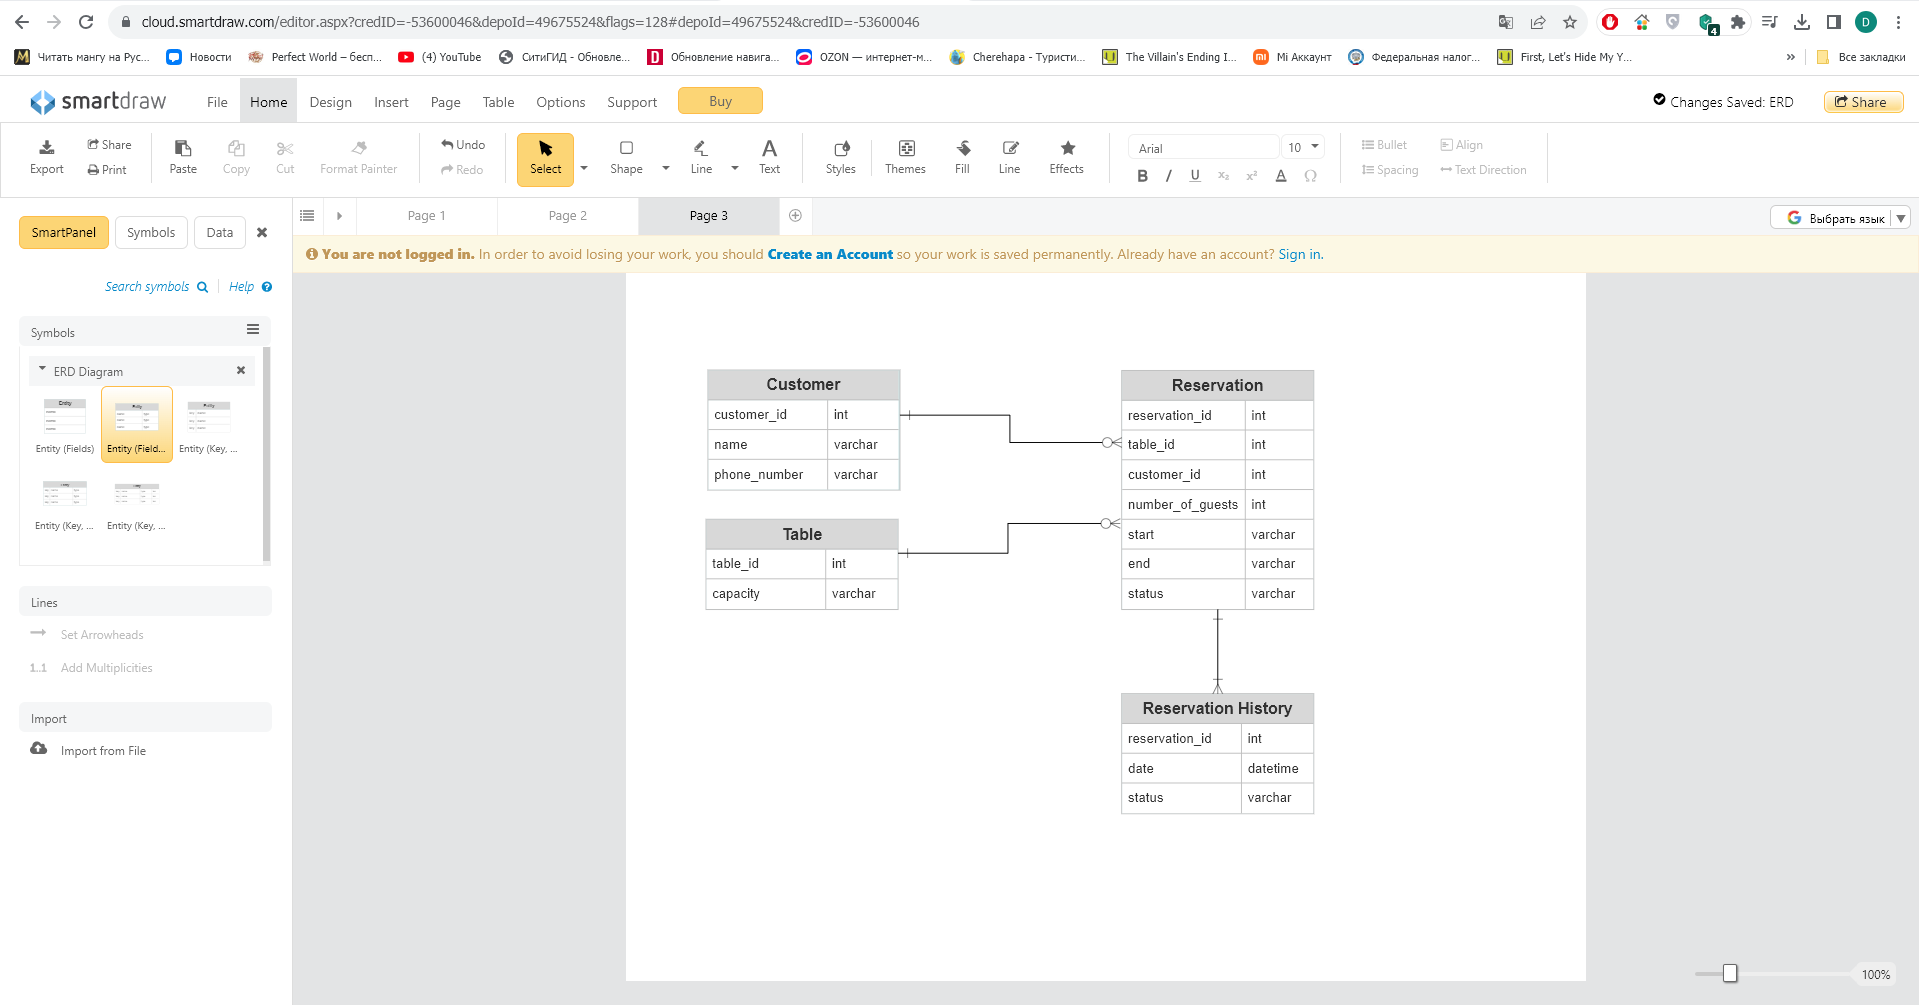 cloud.smartdraw.com/editor.aspx?credID=-53600046&depoId=49675524&flags=128#depoId=49675524&credID=-53600046
4
D
Читать мангу на Рус...
Новости
Perfect World – бесп...
(4) YouTube
СитиГИД - Обновле...
Обновление навига...
OZON — интернет-м...
Cherehapa - Туристи...
The Villain's Ending I...
Mi Аккаунт
Федеральная налог...
First, Let's Hide My Y...
»
Все закладки
smartdraw
File
Home
Design
Insert
Page
Table
Options
Support
Buy
Changes Saved: ERD
Share
Export
Share
Print
Paste
Copy
Cut
Format Painter
Undo
Redo
Select
Shape
Line
Text
Styles
Themes
Fill
Line
Effects
Arial
10
B I U x₂ x² A Ω
Bullet
Align
Spacing
Text Direction
SmartPanel
Symbols
Data
Page 1
Page 2
Page 3
Выбрать язык
You are not logged in. In order to avoid losing your work, you should Create an Account so your work is saved permanently. Already have an account? Sign in.
Search symbols
Help
Symbols
ERD Diagram
Entity (Fields)
Entity (Field...
Entity (Key, ...
Entity (Key, ...
Entity (Key, ...
Lines
Set Arrowheads
1..1 Add Multiplicities
Import
Import from File
Customer
customer_id int
name varchar
phone_number varchar
Table
table_id int
capacity varchar
Reservation
reservation_id int
table_id int
customer_id int
number_of_guests int
start varchar
end varchar
status varchar
Reservation History
reservation_id int
date datetime
status varchar
100%